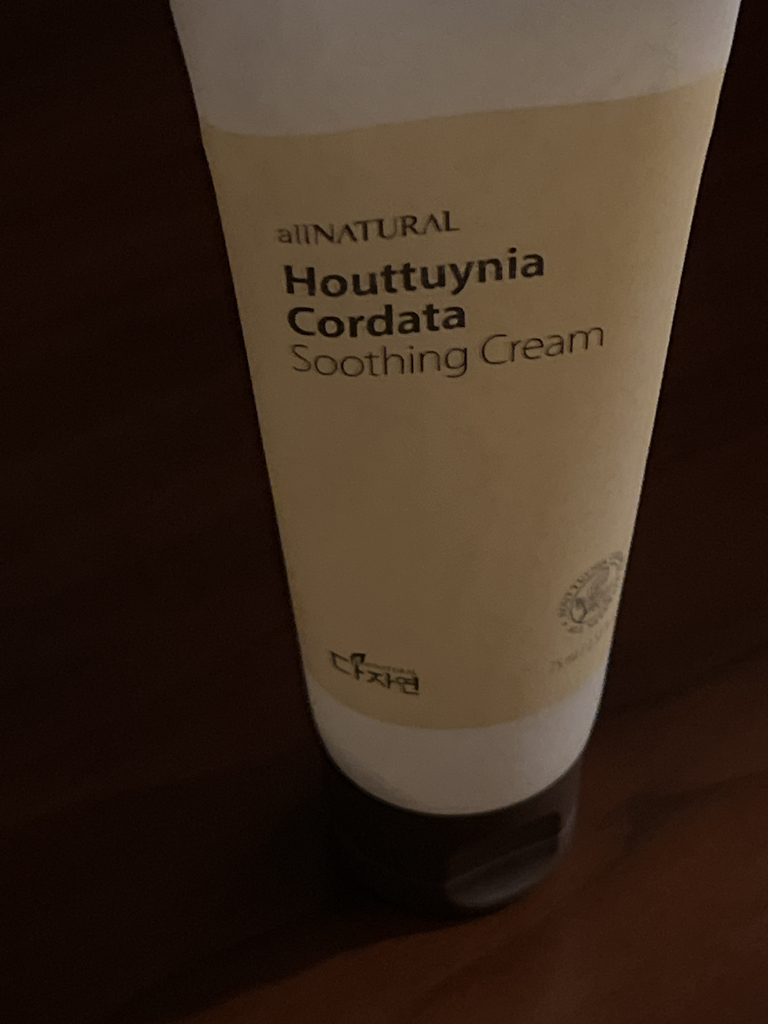 allNATURAL
Houttuynia
Cordata
Soothing Cream
다자연